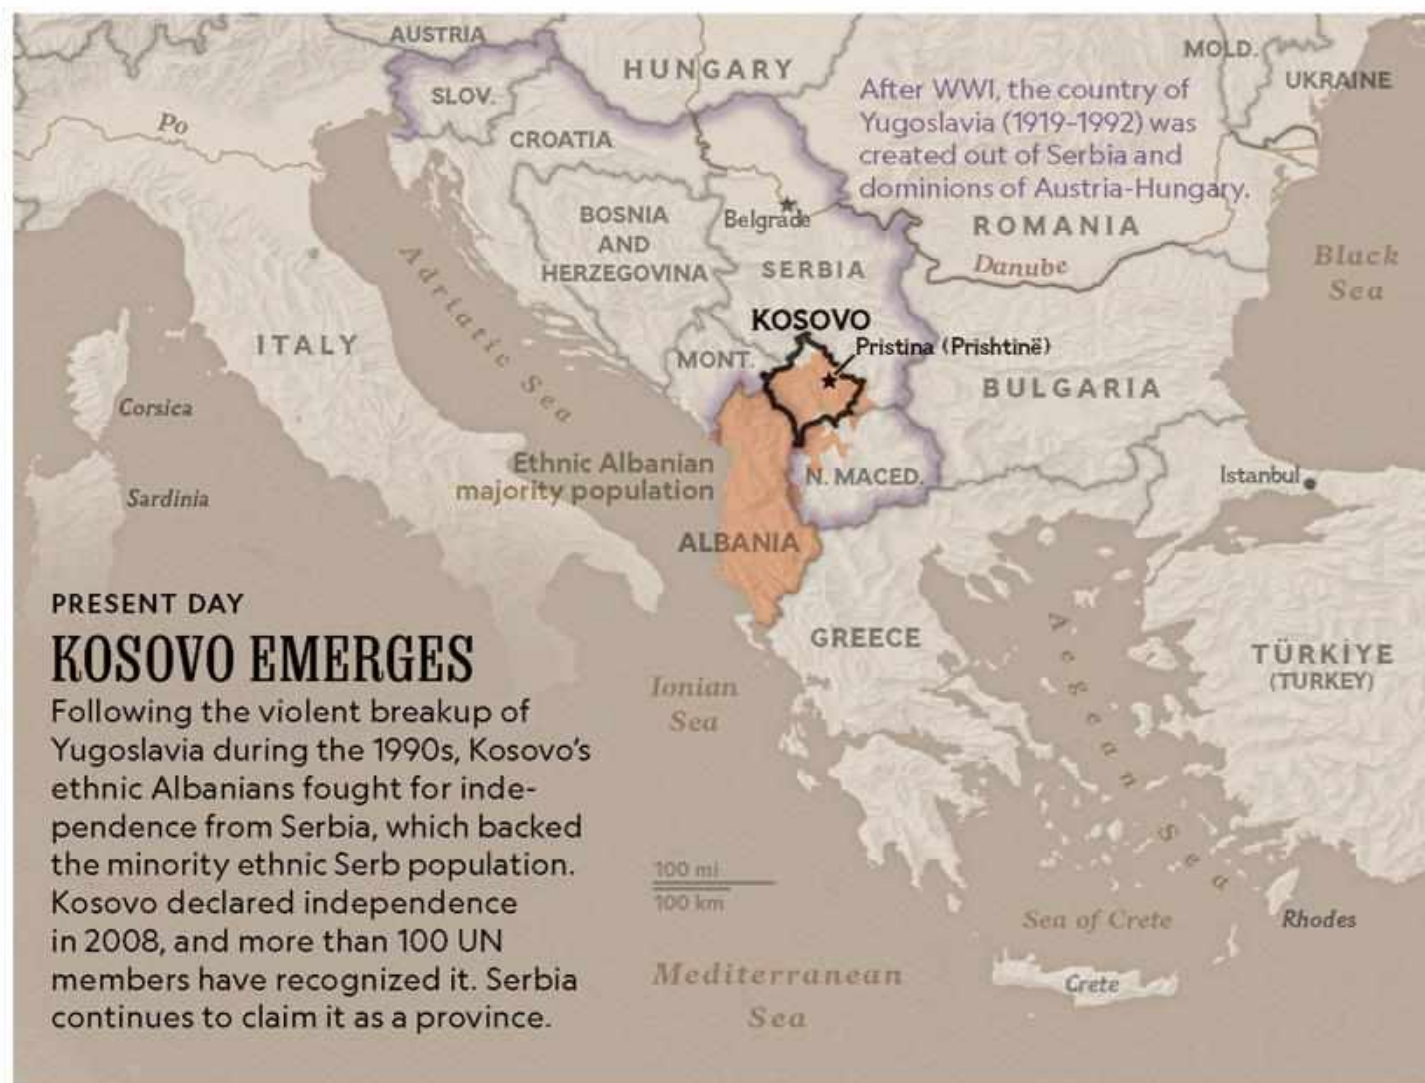 AUSTRIA
HUNGARY
MOLD.
UKRAINE
SLOV.
After WWI, the country of
Yugoslavia (1919–1992) was
created out of Serbia and
dominions of Austria-Hungary.
Po
CROATIA
BOSNIA
AND
HERZEGOVINA
Belgrade
ROMANIA
SERBIA
Danube
Black
Sea
Adriatic Sea
KOSOVO
ITALY
MONT.
Pristina (Prishtinë)
BULGARIA
Corsica
Ethnic Albanian
majority population
N. MACED.
Istanbul
Sardinia
ALBANIA
PRESENT DAY
KOSOVO EMERGES
Following the violent breakup of
Yugoslavia during the 1990s, Kosovo's
ethnic Albanians fought for inde-
pendence from Serbia, which backed
the minority ethnic Serb population.
Kosovo declared independence
in 2008, and more than 100 UN
members have recognized it. Serbia
continues to claim it as a province.
GREECE
Aegean Sea
TÜRKİYE
(TURKEY)
Ionian
Sea
100 mi
100 km
Sea of Crete
Rhodes
Mediterranean
Sea
Crete